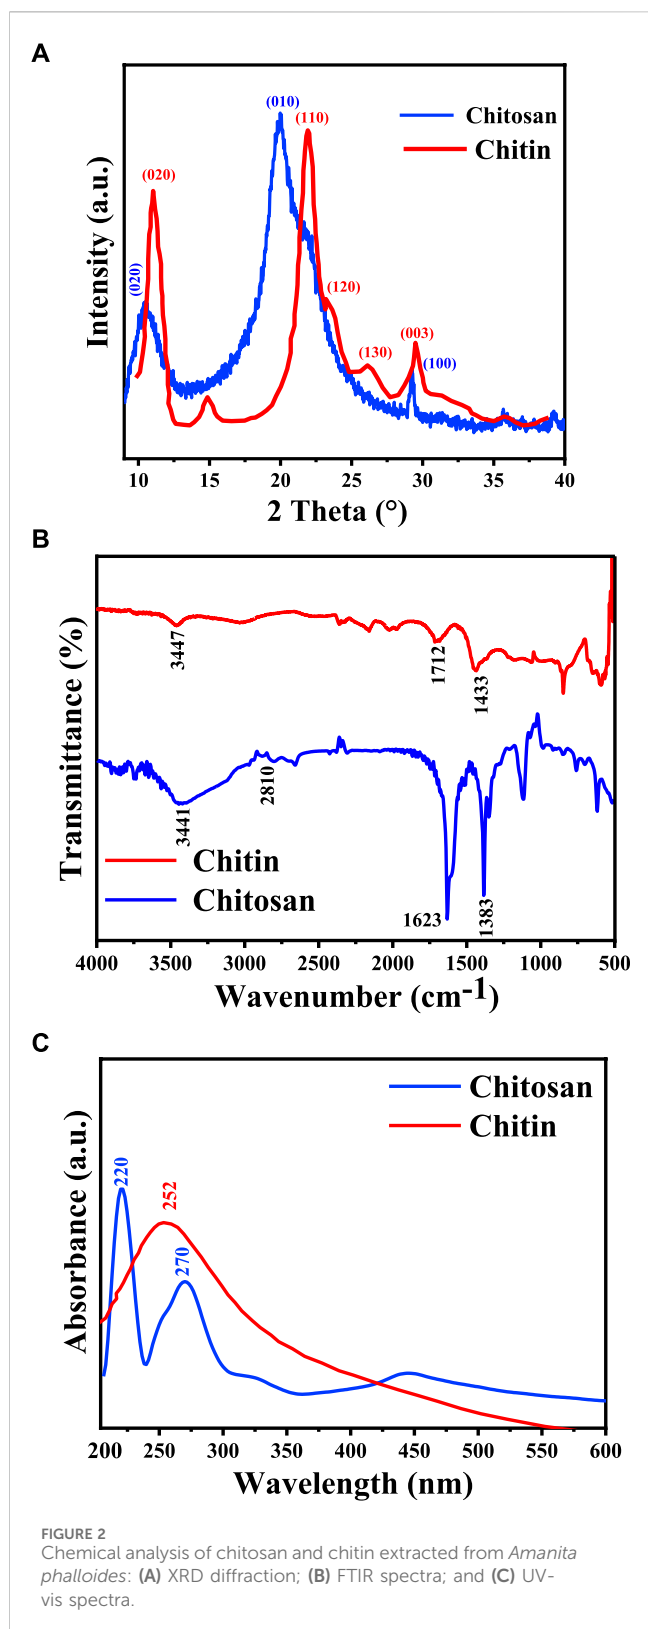 A
(010)
(110)
Chitosan
Chitin
(020)
(020)
(120)
(130)
(003)
(100)
Intensity (a.u.)
10 15 20 25 30 35 40
2 Theta (°)
B
3447
1712
1433
3441
2810
Chitin
Chitosan
1623
1383
Transmittance (%)
4000 3500 3000 2500 2000 1500 1000 500
Wavenumber (cm-1)
C
Chitosan
Chitin
220
252
270
Absorbance (a.u.)
200 250 300 350 400 450 500 550 600
Wavelength (nm)
FIGURE 2
Chemical analysis of chitosan and chitin extracted from Amanita
phalloides: (A) XRD diffraction; (B) FTIR spectra; and (C) UV-
vis spectra.